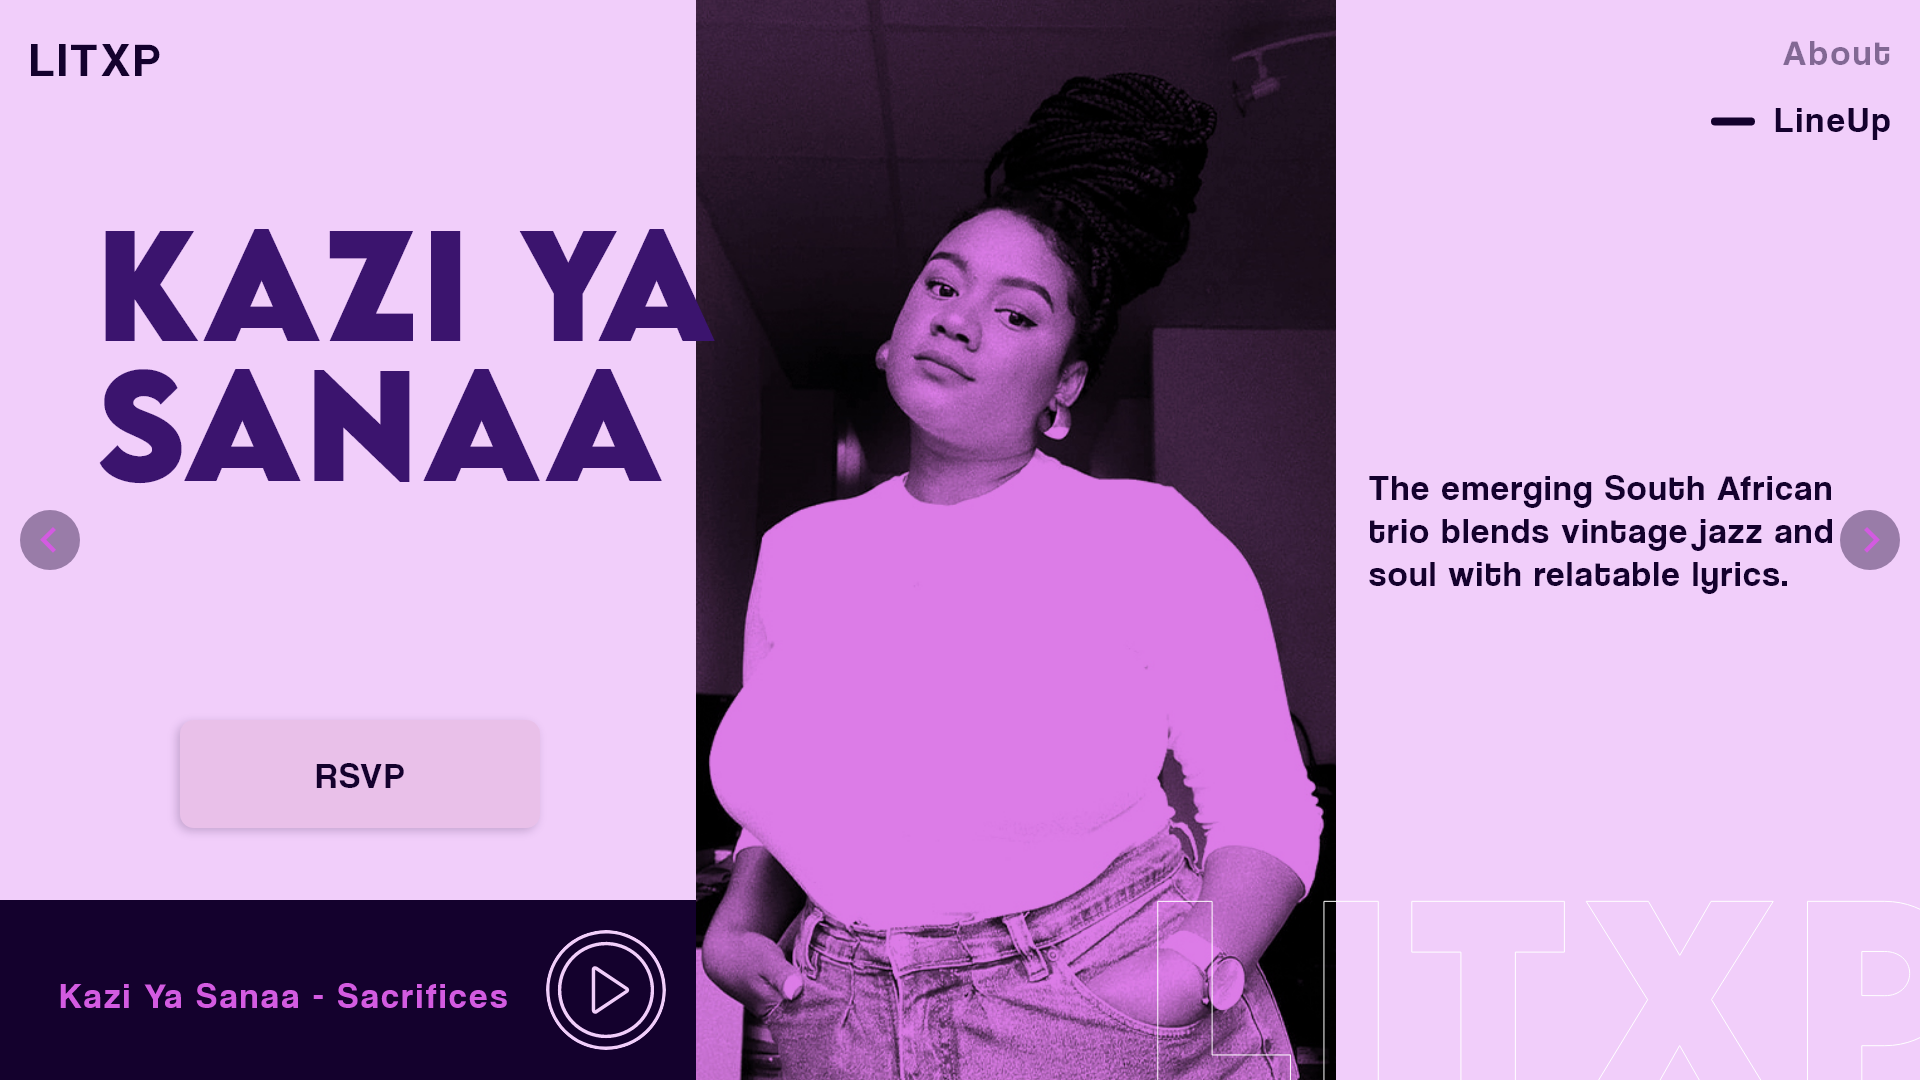 LITXP
About
LineUp
KAZI YA
SANAA
The emerging South African
trio blends vintage jazz and
soul with relatable lyrics.
RSVP
Kazi Ya Sanaa - Sacrifices
LITXP